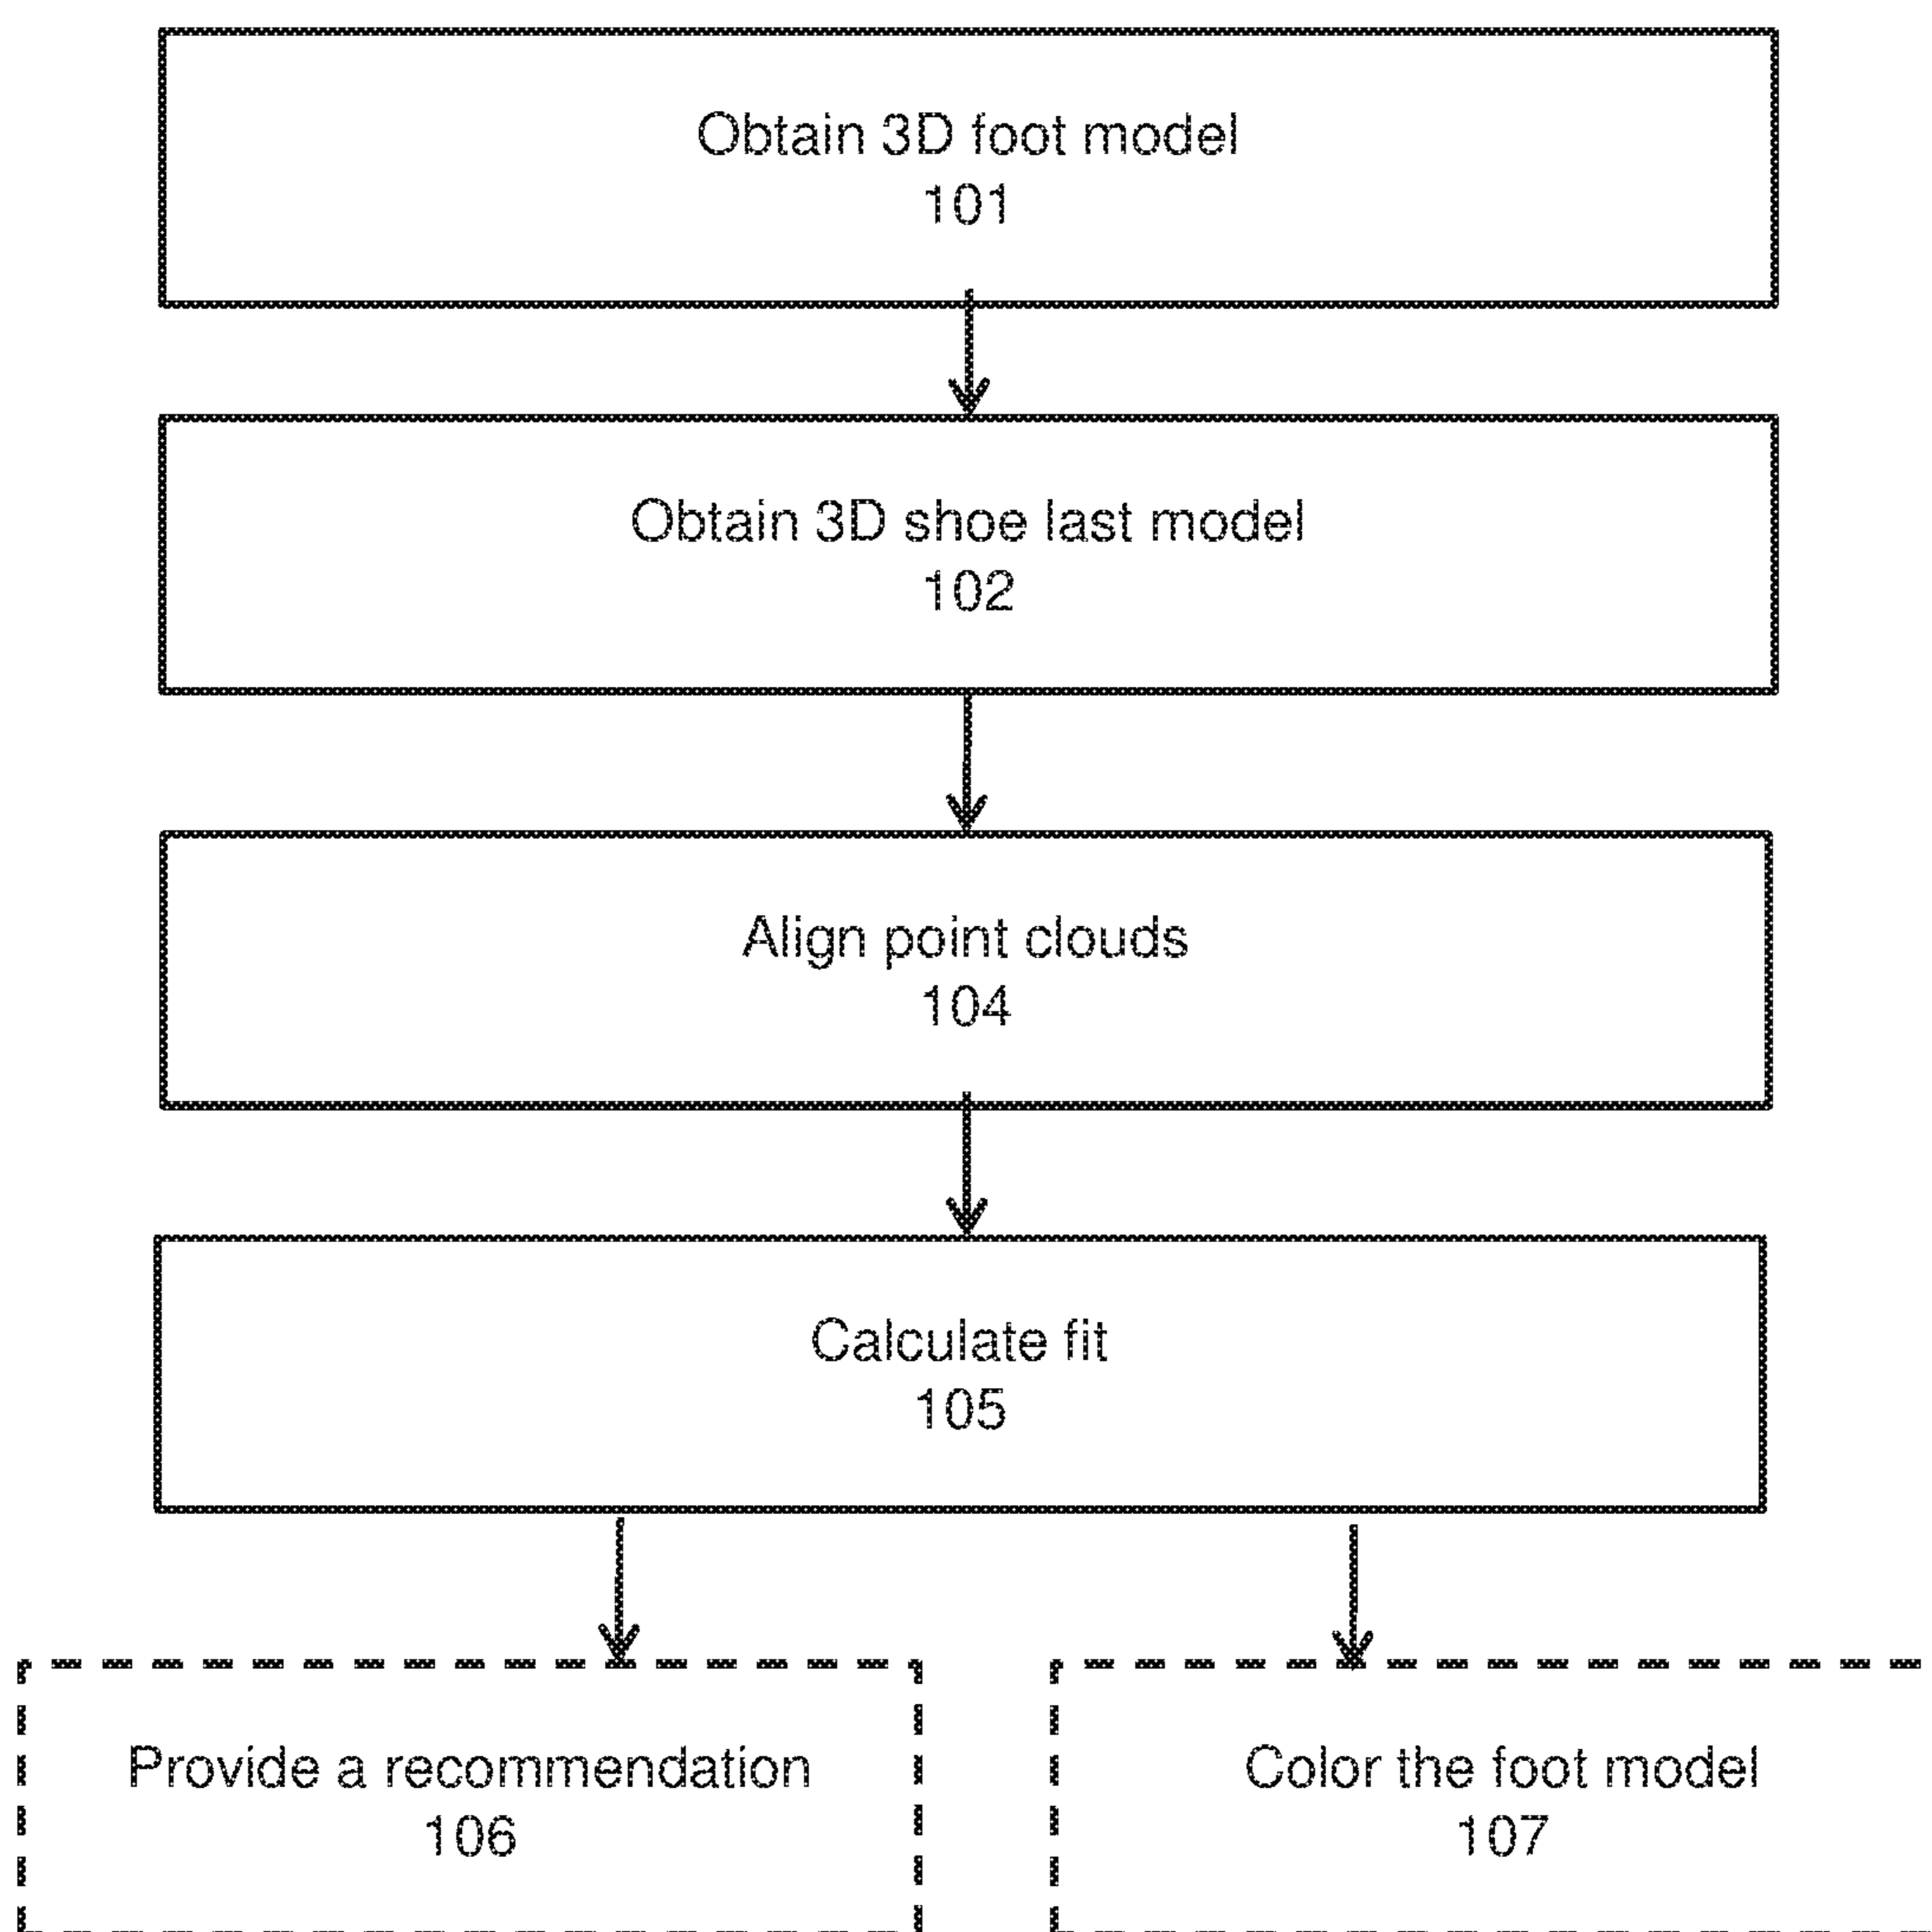 Obtain 3D foot model
101
Obtain 3D shoe last model
102
Align point clouds
104
Calculate fit
105
Provide a recommendation
106
Color the foot model
107